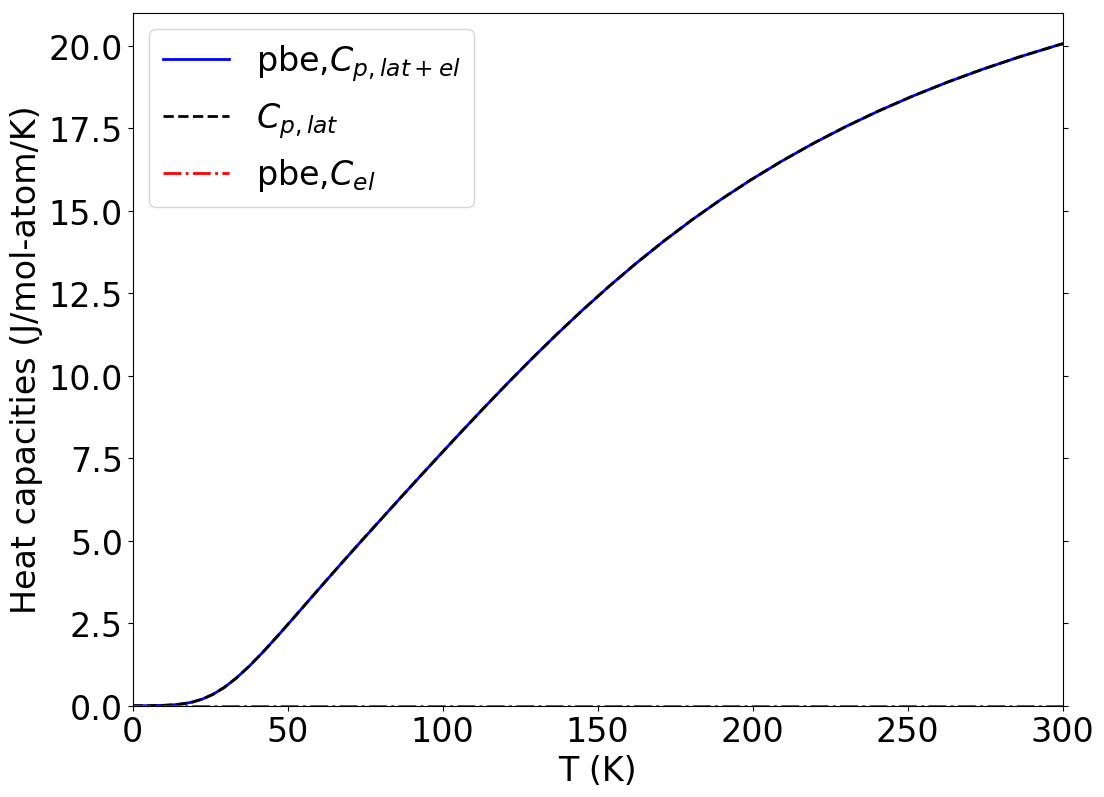 20.0
17.5
15.0
12.5
10.0
7.5
5.0
2.5
0.0
Heat capacities (J/mol-atom/K)
pbe,C_{p, lat+el}
C_{p, lat}
pbe,C_{el}
0 50 100 150 200 250 300
T (K)